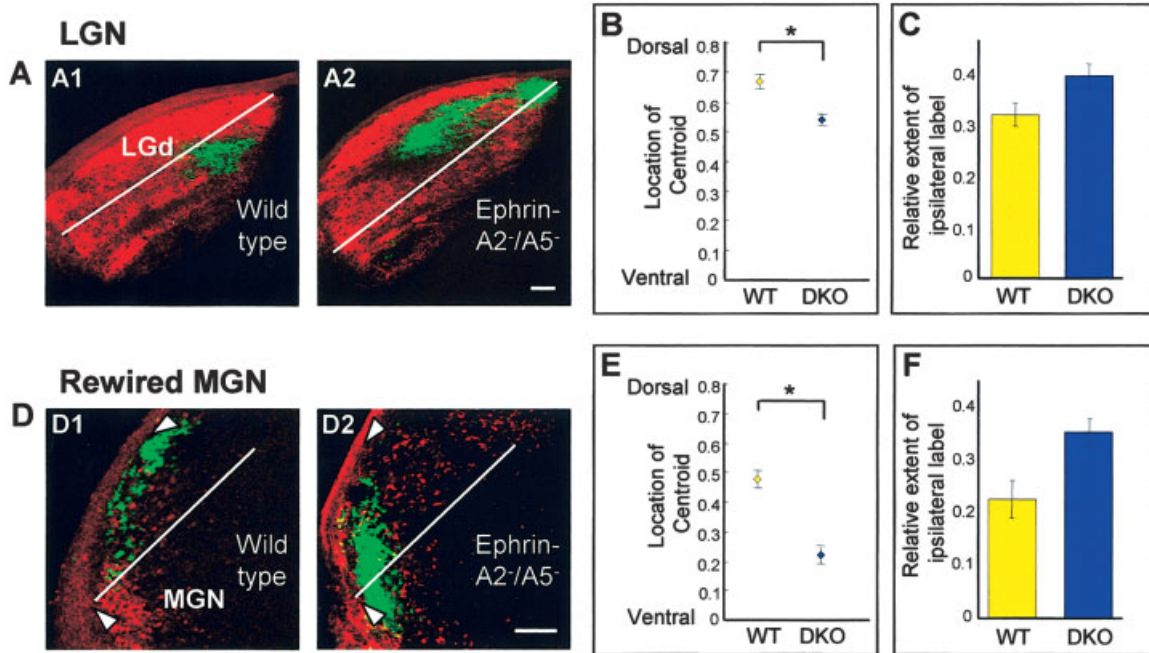 LGN
A
A1
LGd
Wild
type
A2
Ephrin-
A2⁻/A5⁻
B
Dorsal
0.8
0.7
0.6
0.5
0.4
0.3
0.2
0.1
0
Ventral
Location of
Centroid
*
WT DKO
C
Relative extent of
ipsilateral label
0.4
0.3
0.2
0.1
0
WT DKO
Rewired MGN
D
D1
Wild
type
MGN
D2
Ephrin-
A2⁻/A5⁻
E
Dorsal
0.8
0.7
0.6
0.5
0.4
0.3
0.2
0.1
0
Ventral
Location of
Centroid
*
WT DKO
F
Relative extent of
ipsilateral label
0.4
0.3
0.2
0.1
0
WT DKO